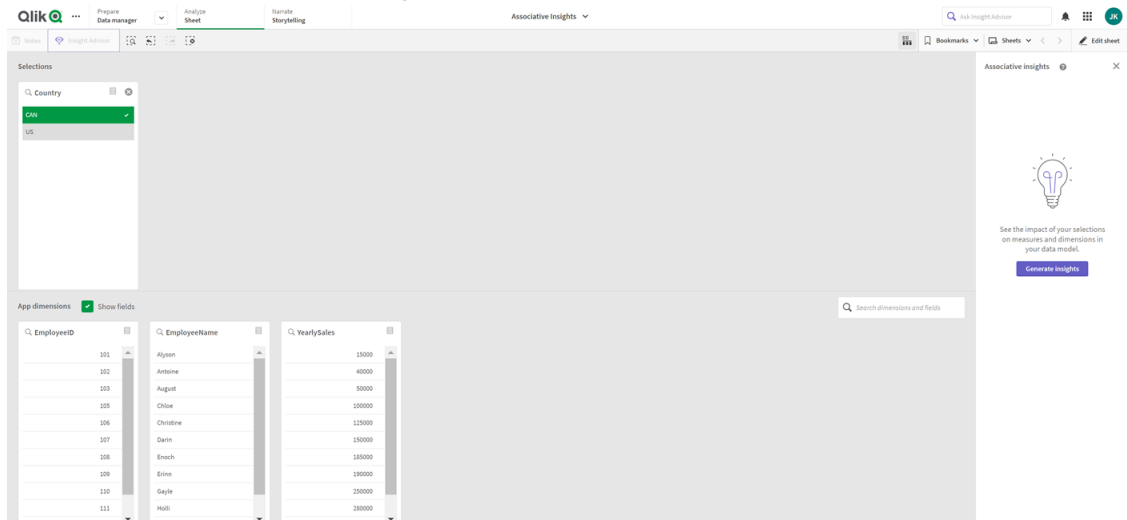 Qlik
Prepare
Data manager
Analyze
Sheet
Narrate
Storytelling
Associative Insights
Ask Insight Advisor
JK
Notes
Insight Advisor
Bookmarks
Sheets
Edit sheet
Selections
Associative insights
Country
CAN
US
See the impact of your selections
on measures and dimensions in
your data model.
Generate insights
App dimensions
Show fields
Search dimensions and fields
EmployeeID
EmployeeName
YearlySales
101
Alyson
15000
102
Antoine
40000
103
August
50000
105
Chloe
100000
106
Christine
125000
107
Darin
150000
108
Enoch
185000
109
Erinn
190000
110
Gayle
250000
111
Holli
280000